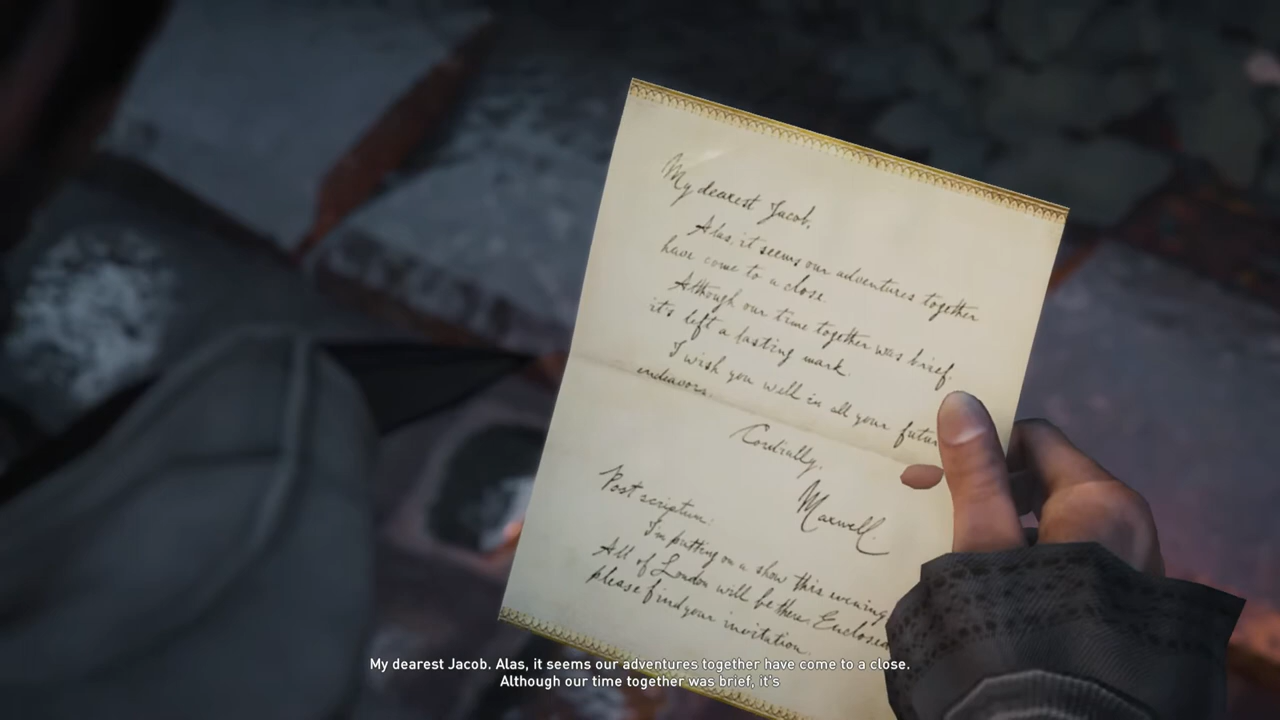 My dearest Jacob,
Alas, it seems our adventures together
have come to a close.
Although our time together was brief,
it's left a lasting mark.
I wish you well in all your futur
endeavors.
Cordially,
Maxwell.
Post scriptum:
I'm putting on a show this evening
All of London will be there. Enclosed
please find your invitation.
My dearest Jacob. Alas, it seems our adventures together have come to a close.
Although our time together was brief, it's